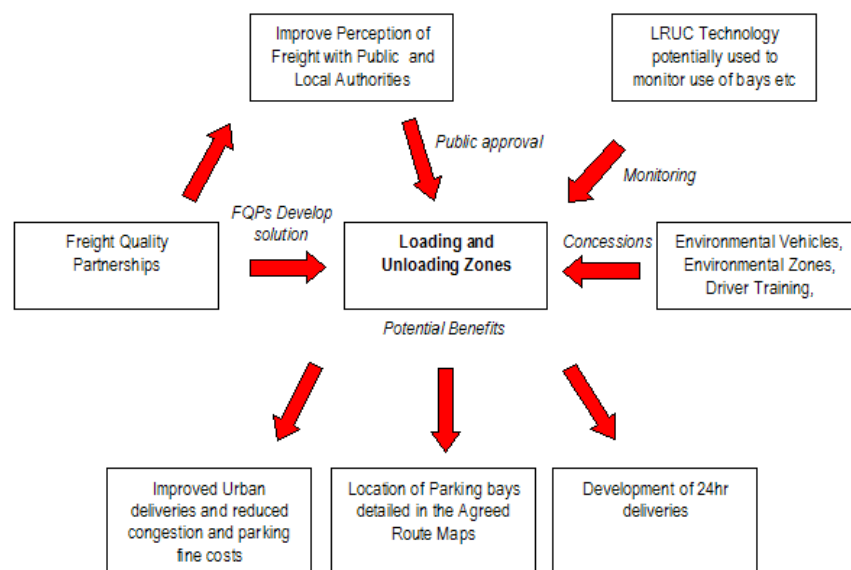 Improve Perception of
Freight with Public and
Local Authorities
LRUC Technology
potentially used to
monitor use of bays etc
Public approval
Monitoring
FQPs Develop
solution
Freight Quality
Partnerships
Loading and
Unloading Zones
Concessions
Environmental Vehicles,
Environmental Zones,
Driver Training,
Potential Benefits
Improved Urban
deliveries and reduced
congestion and parking
fine costs
Location of Parking bays
detailed in the Agreed
Route Maps
Development of 24hr
deliveries